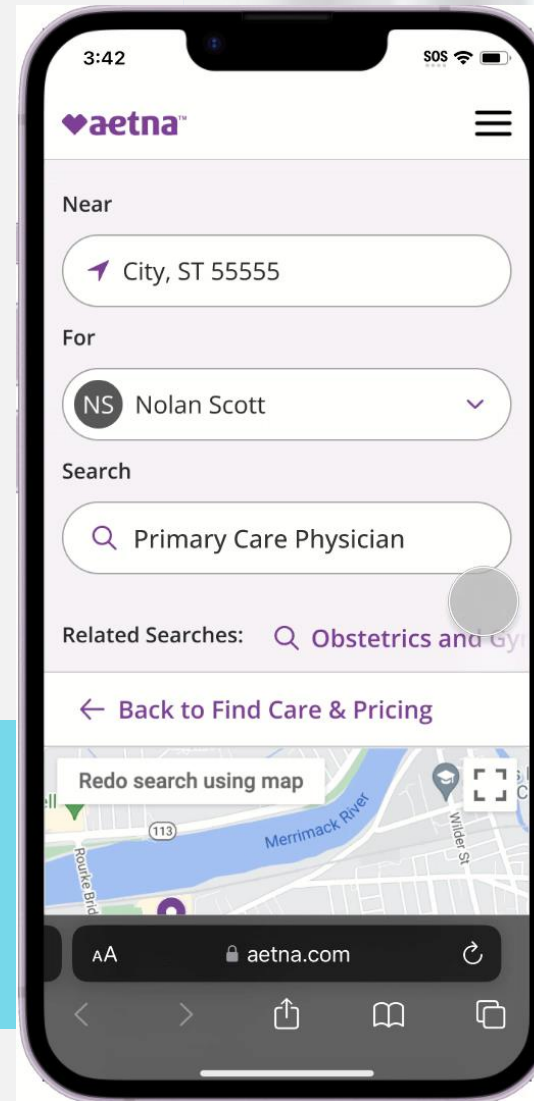 3:42
SOS
aetna™
Near
City, ST 55555
For
NS Nolan Scott
Search
Primary Care Physician
Related Searches: Obstetrics and Gy
← Back to Find Care & Pricing
Redo search using map
113
Merrimack River
Wilder St
Rourke Brid
AA aetna.com